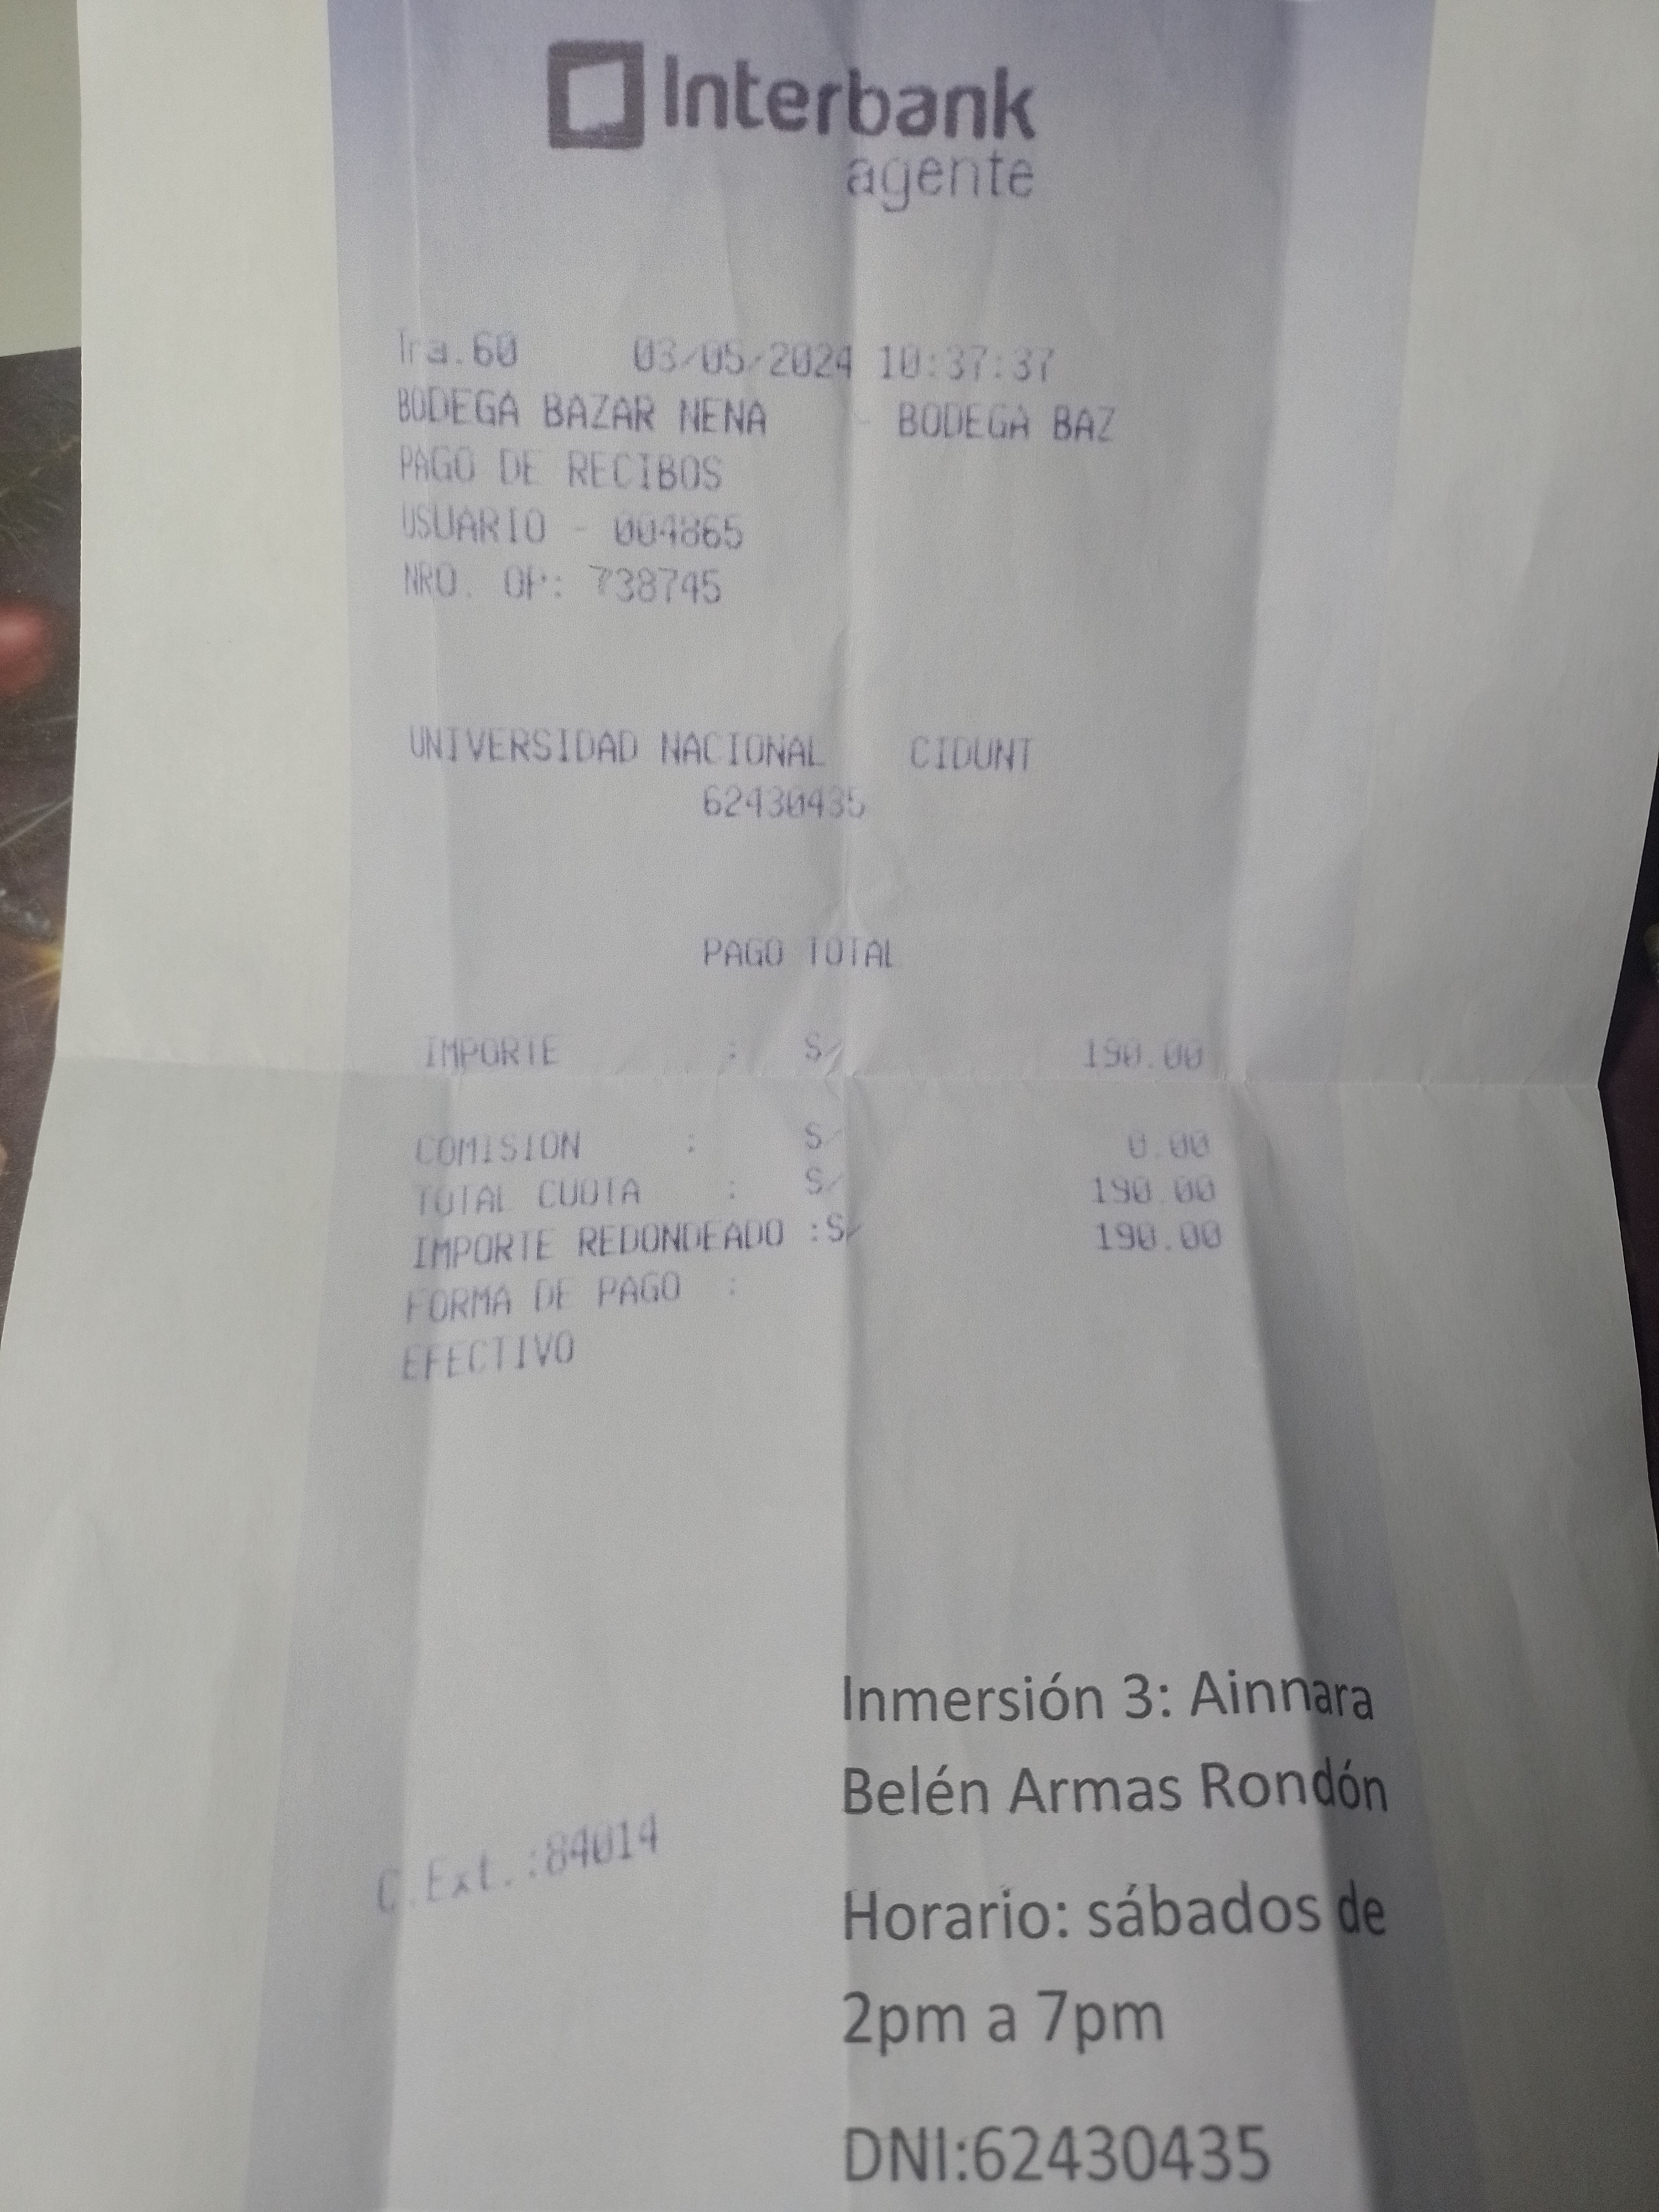 Interbank
agente
Tra.60 03/05/2024 10:37:37
BODEGA BAZAR NENA - BODEGA BAZ
PAGO DE RECIBOS
USUARIO - 004865
NRO. OP: 738745
UNIVERSIDAD NACIONAL CIDUNT
62430435
PAGO TOTAL
IMPORTE : S/ 190.00
COMISION : S/ 0.00
TOTAL CUOTA : S/ 190.00
IMPORTE REDONDEADO :S/ 190.00
FORMA DE PAGO :
EFECTIVO
C.Ext.:84014
Inmersión 3: Ainnara
Belén Armas Rondón
Horario: sábados de
2pm a 7pm
DNI:62430435